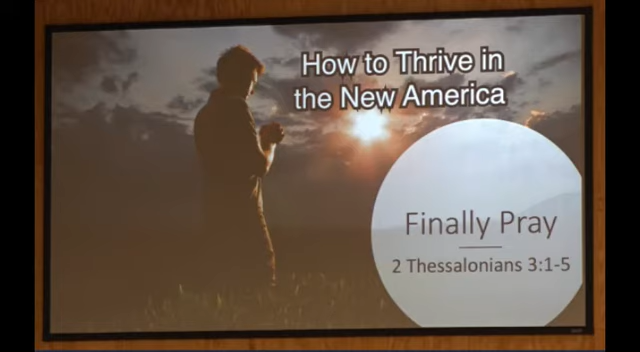 How to Thrive in
the New America
Finally Pray
2 Thessalonians 3:1-5